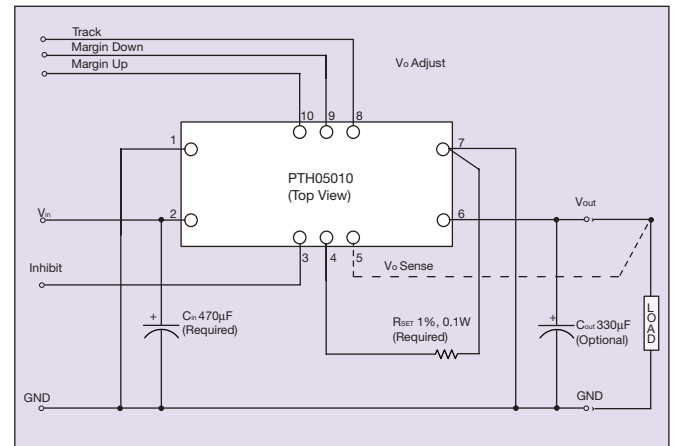 Track
Margin Down
Margin Up
Vo Adjust
10 9 8
1
7
PTH05010
(Top View)
Vin
2
6
Vout
3 4 5
Vo Sense
Inhibit
+ Cin 470µF
(Required)
RSET 1%, 0.1W
(Required)
+ Cout 330µF
(Optional)
LOAD
GND
GND